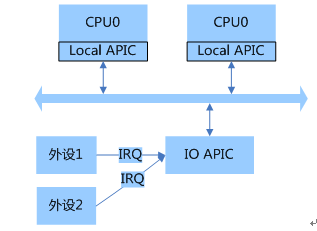 CPU0
CPU0
Local APIC
Local APIC
外设1
IRQ
IO APIC
IRQ
外设2